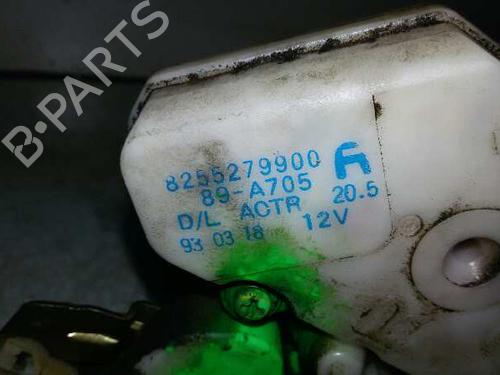 B-PARTS
8255279900
89-A705
D/L ACTR 20.5
93 03 18 12V